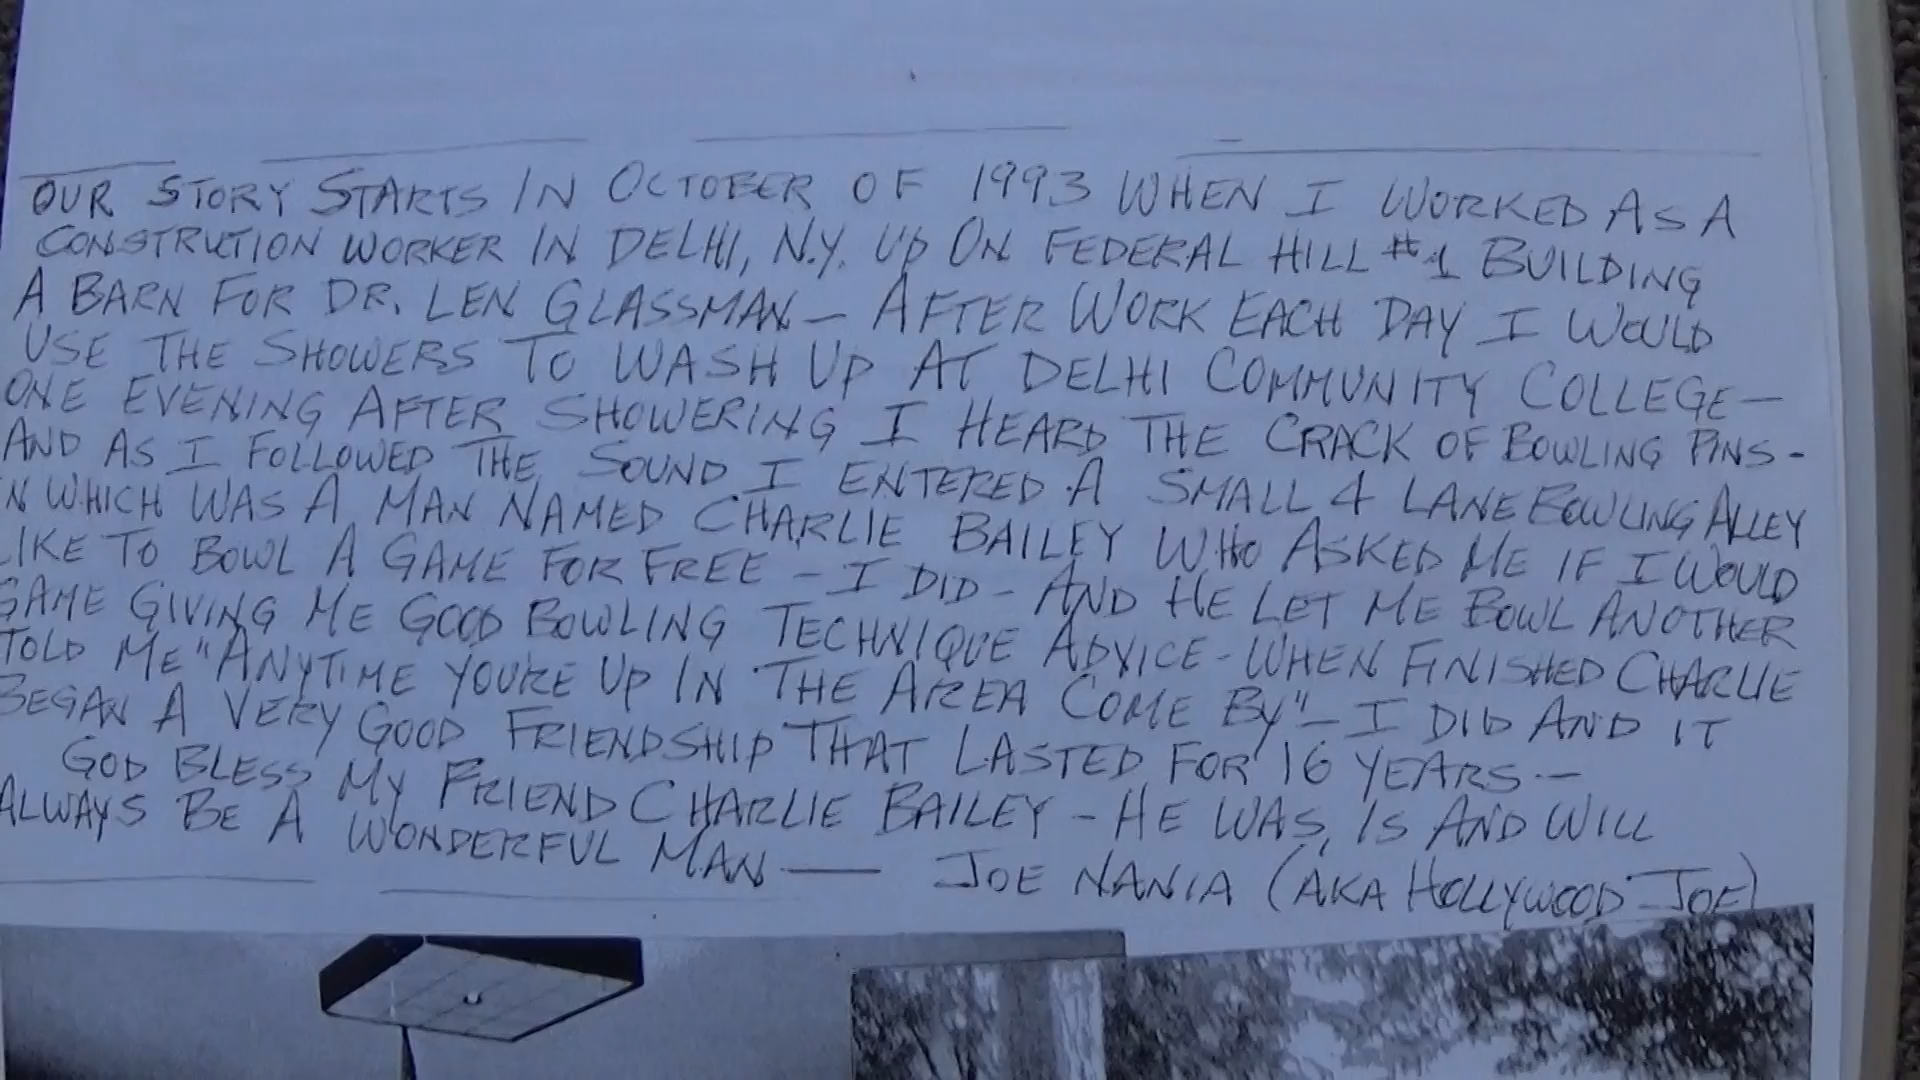 OUR STORY STARTS IN OCTOBER OF 1993 WHEN I WORKED AS A
CONSTRUTION WORKER IN DELHI, N.Y. UP ON FEDERAL HILL #1 BUILDING
A BARN FOR DR. LEN GLASSMAN — AFTER WORK EACH DAY I WOULD
USE THE SHOWERS TO WASH UP AT DELHI COMMUNITY COLLEGE —
ONE EVENING AFTER SHOWERING I HEARD THE CRACK OF BOWLING PINS -
AND AS I FOLLOWED THE SOUND I ENTERED A SMALL 4 LANE BOWLING ALLEY
IN WHICH WAS A MAN NAMED CHARLIE BAILEY WHO ASKED ME IF I WOULD
LIKE TO BOWL A GAME FOR FREE - I DID - AND HE LET ME BOWL ANOTHER
GAME GIVING ME GOOD BOWLING TECHNIQUE ADVICE - WHEN FINISHED CHARLIE
TOLD ME "ANYTIME YOU'RE UP IN THE AREA COME BY" — I DID AND IT
BEGAN A VERY GOOD FRIENDSHIP THAT LASTED FOR 16 YEARS —
GOD BLESS MY FRIEND CHARLIE BAILEY - HE WAS, IS AND WILL
ALWAYS BE A WONDERFUL MAN — JOE NANIA (AKA HOLLYWOOD JOE)